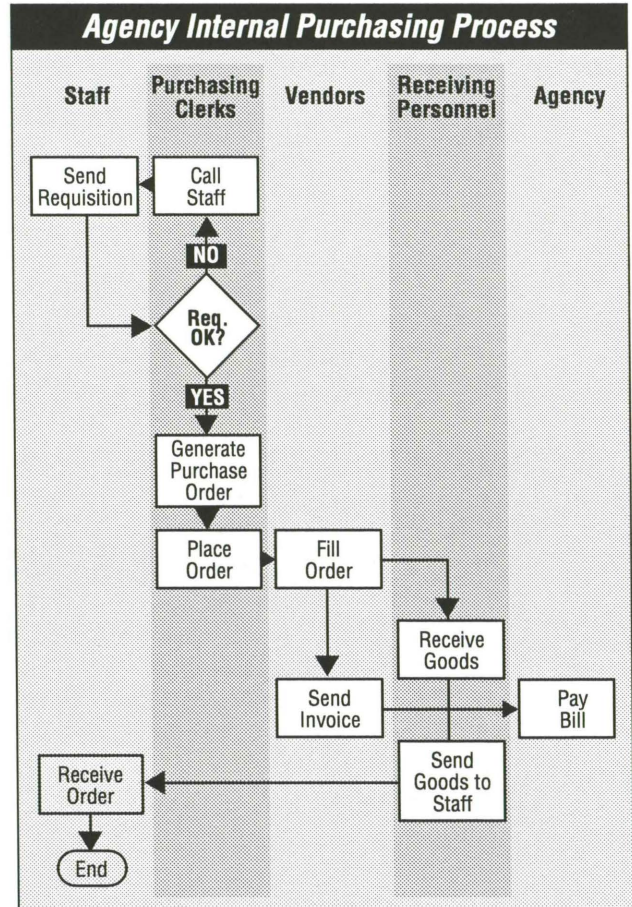 Agency Internal Purchasing Process
Staff
Purchasing
Clerks
Vendors
Receiving
Personnel
Agency
Send
Requisition
Call
Staff
NO
Req.
OK?
YES
Generate
Purchase
Order
Place
Order
Fill
Order
Receive
Goods
Send
Invoice
Pay
Bill
Send
Goods to
Staff
Receive
Order
End